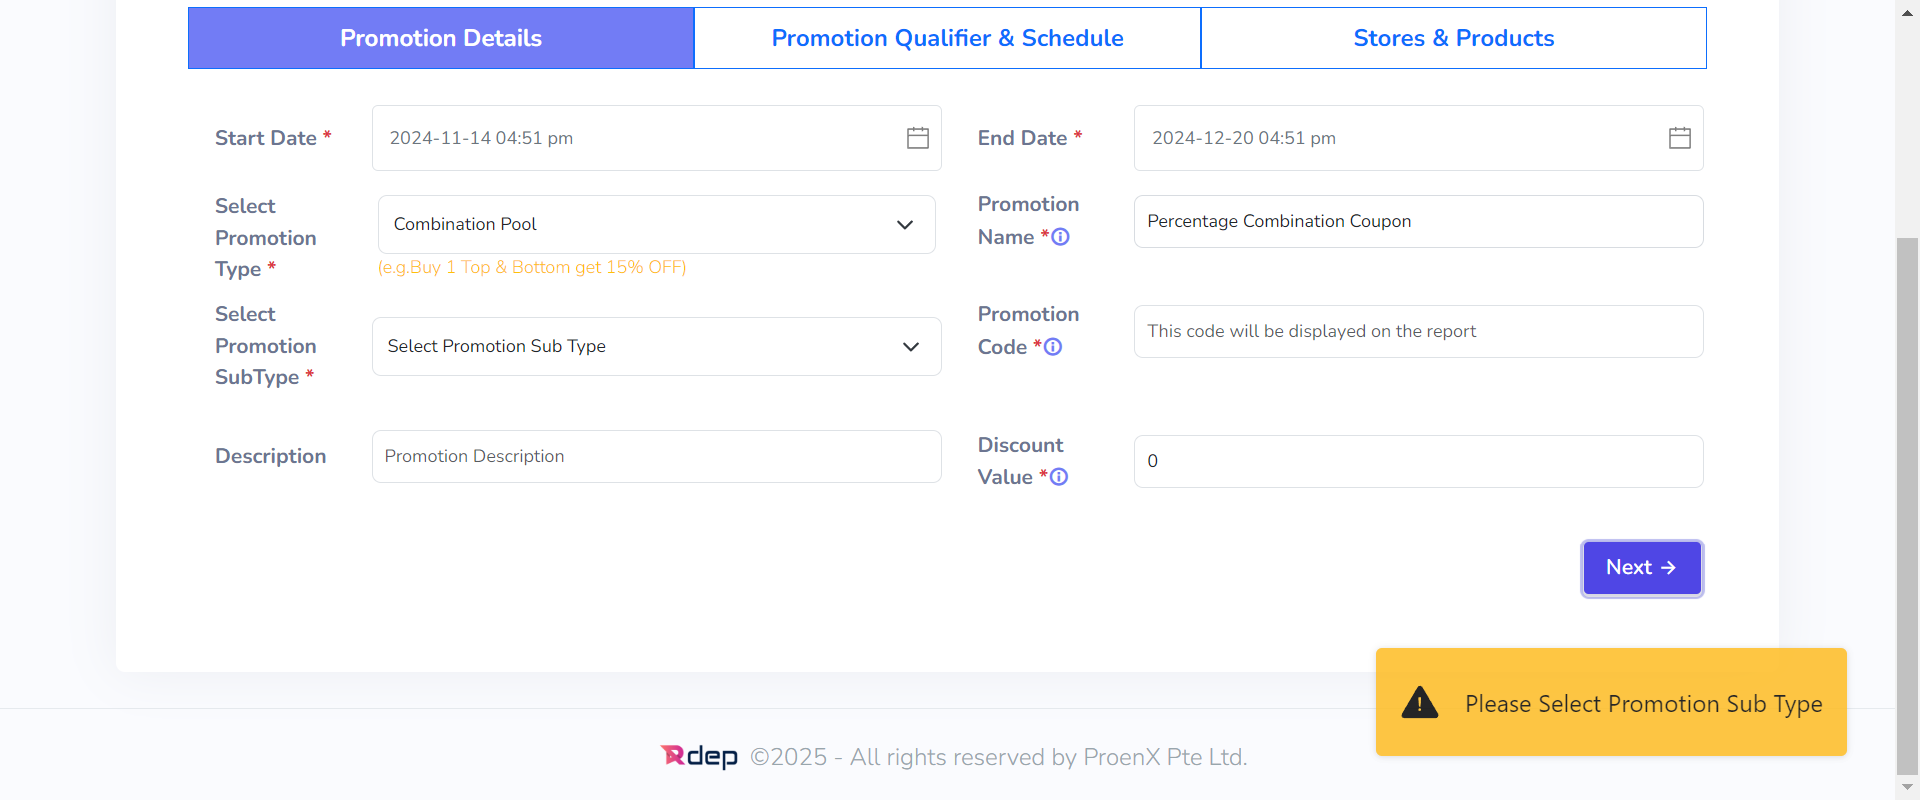 Promotion Details
Promotion Qualifier & Schedule
Stores & Products
Start Date *
2024-11-14 04:51 pm
End Date *
2024-12-20 04:51 pm
Select
Promotion
Type *
Combination Pool
(e.g.Buy 1 Top & Bottom get 15% OFF)
Promotion
Name *
Percentage Combination Coupon
Select
Promotion
SubType *
Select Promotion Sub Type
Promotion
Code *
This code will be displayed on the report
Description
Promotion Description
Discount
Value *
0
Next →
Please Select Promotion Sub Type
Rdep ©2025 - All rights reserved by ProenX Pte Ltd.